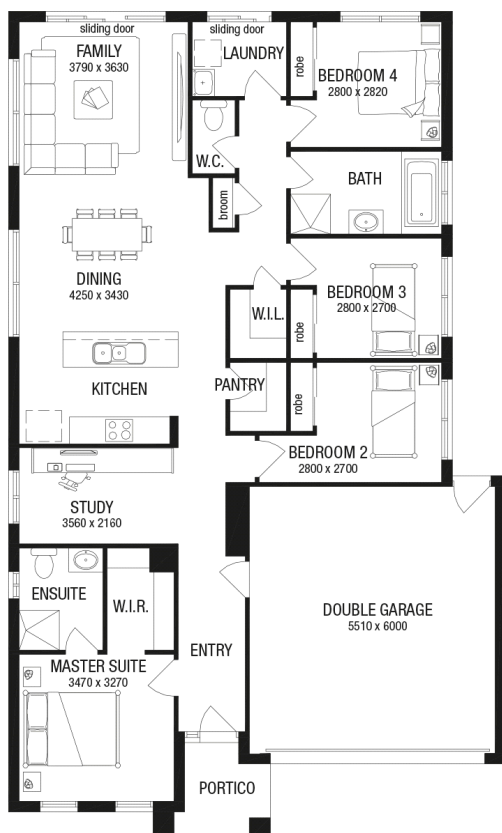 sliding door
sliding door
FAMILY
3790 x 3630
LAUNDRY
robe
BEDROOM 4
2800 x 2820
W.C.
BATH
broom
DINING
4250 x 3430
W.I.L.
robe
BEDROOM 3
2800 x 2700
KITCHEN
PANTRY
robe
BEDROOM 2
2800 x 2700
STUDY
3560 x 2160
ENSUITE
W.I.R.
DOUBLE GARAGE
5510 x 6000
ENTRY
MASTER SUITE
3470 x 3270
PORTICO